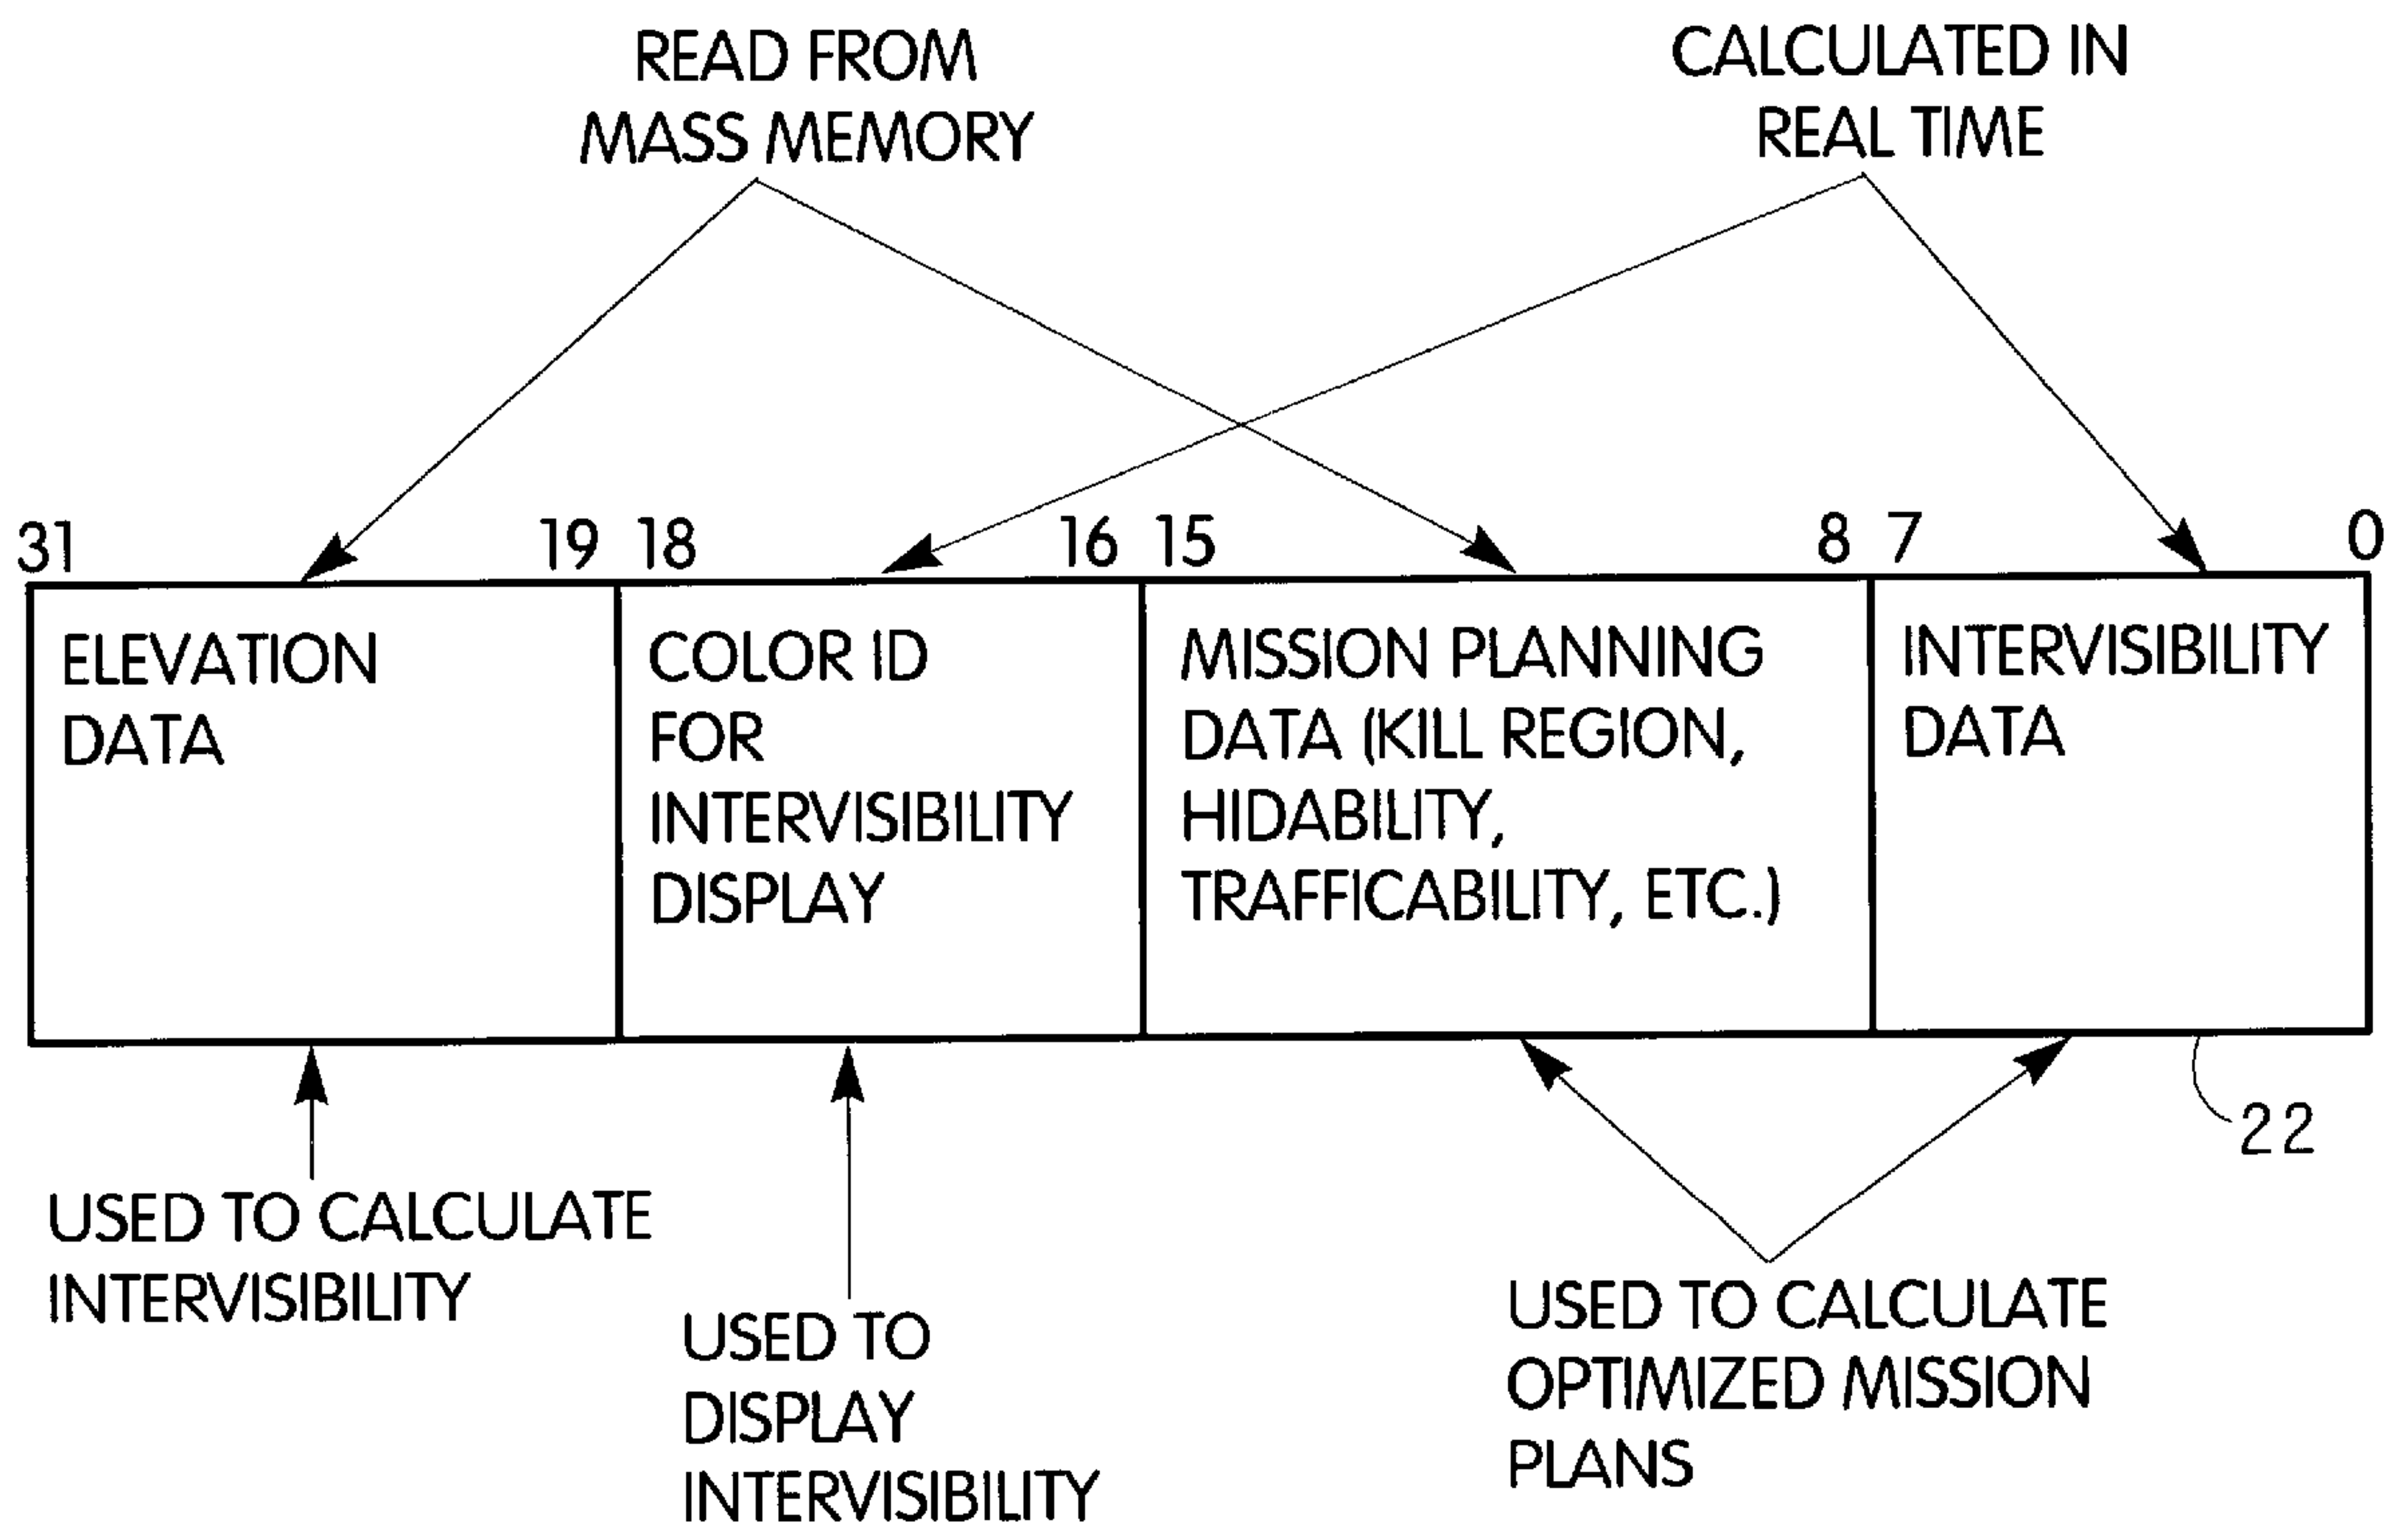 READ FROM
MASS MEMORY
CALCULATED IN
REAL TIME
31 19 18 16 15 8 7 0
ELEVATION
DATA
COLOR ID
FOR
INTERVISIBILITY
DISPLAY
MISSION PLANNING
DATA (KILL REGION,
HIDABILITY,
TRAFFICABILITY, ETC.)
INTERVISIBILITY
DATA
22
USED TO CALCULATE
INTERVISIBILITY
USED TO
DISPLAY
INTERVISIBILITY
USED TO CALCULATE
OPTIMIZED MISSION
PLANS